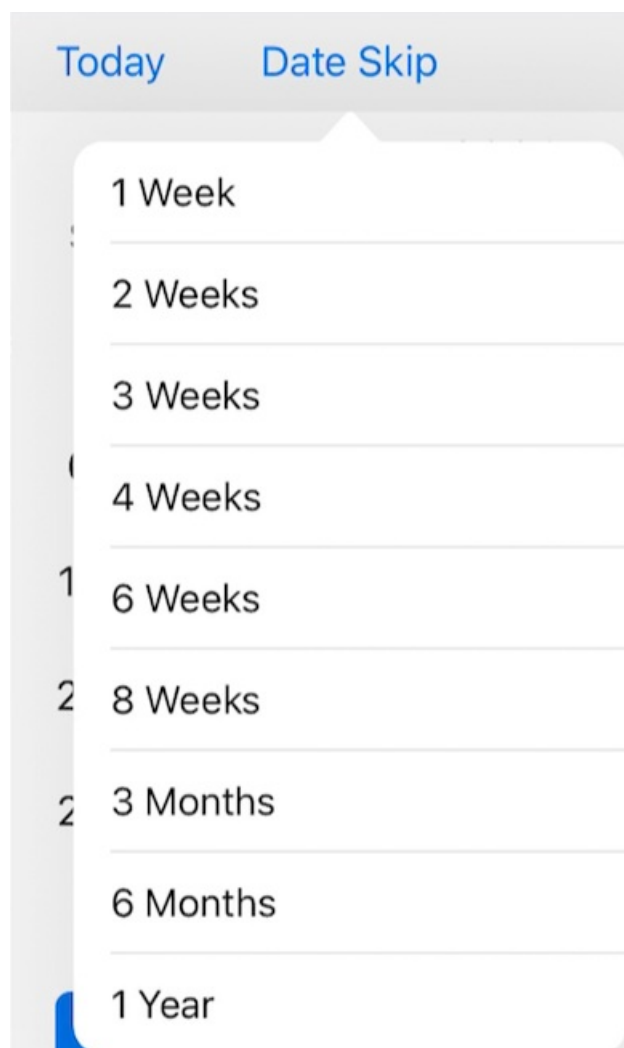 Today Date Skip
1 Week
2 Weeks
3 Weeks
4 Weeks
6 Weeks
8 Weeks
3 Months
6 Months
1 Year